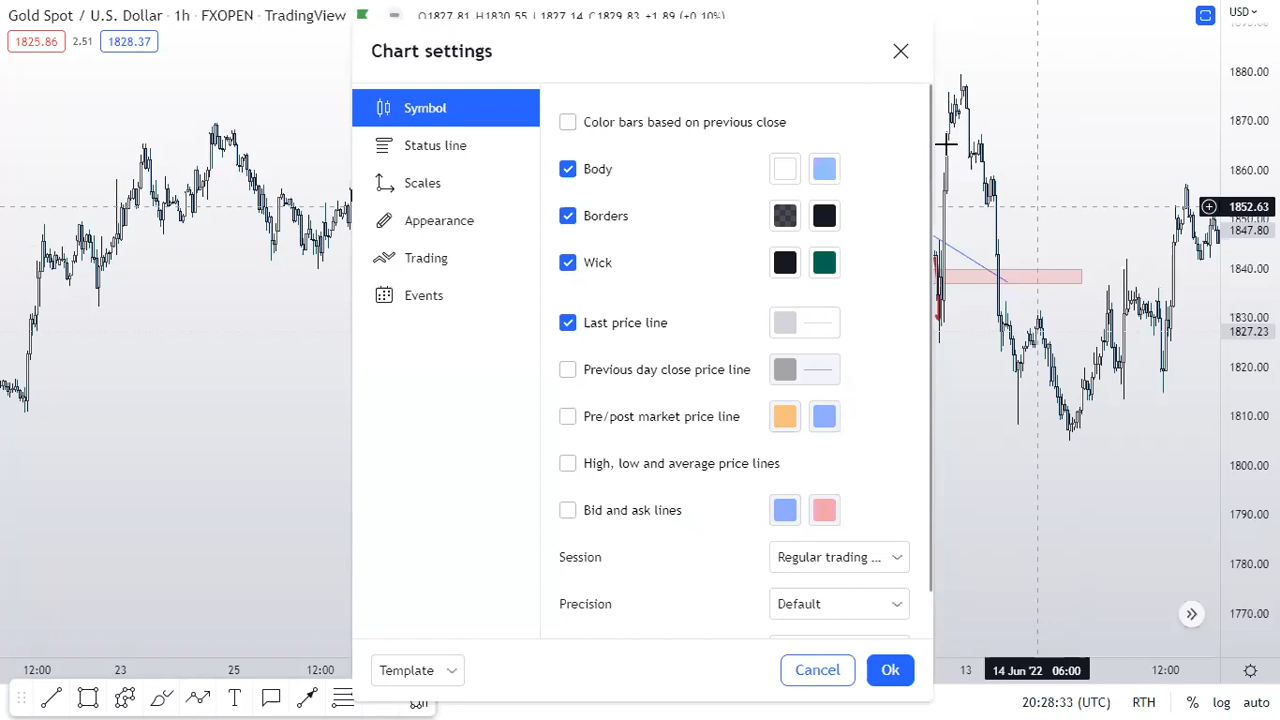 Gold Spot / U.S. Dollar · 1h · FXOPEN · TradingView
O1827.81 H1830.55 L1827.14 C1829.83 +1.89 (+0.10%)
USD
1825.86 2.51 1828.37
Chart settings
Symbol
Status line
Scales
Appearance
Trading
Events
Color bars based on previous close
Body
Borders
Wick
Last price line
Previous day close price line
Pre/post market price line
High, low and average price lines
Bid and ask lines
Session Regular trading ...
Precision Default
Template
Cancel
Ok
1880.00
1870.00
1860.00
1852.63
1850.00
1847.80
1840.00
1830.00
1827.23
1820.00
1810.00
1800.00
1790.00
1780.00
1770.00
12:00 23 25 12:00 13 14 Jun '22 06:00 12:00
T
20:28:33 (UTC) RTH % log auto